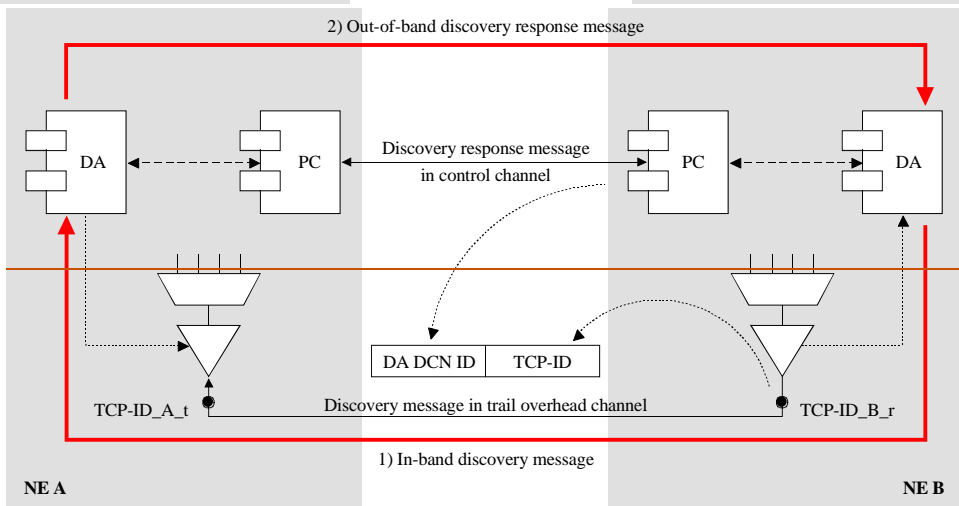 2) Out-of-band discovery response message
DA
PC
Discovery response message
in control channel
PC
DA
DA DCN ID
TCP-ID
TCP-ID_A_t
Discovery message in trail overhead channel
TCP-ID_B_r
1) In-band discovery message
NE A
NE B